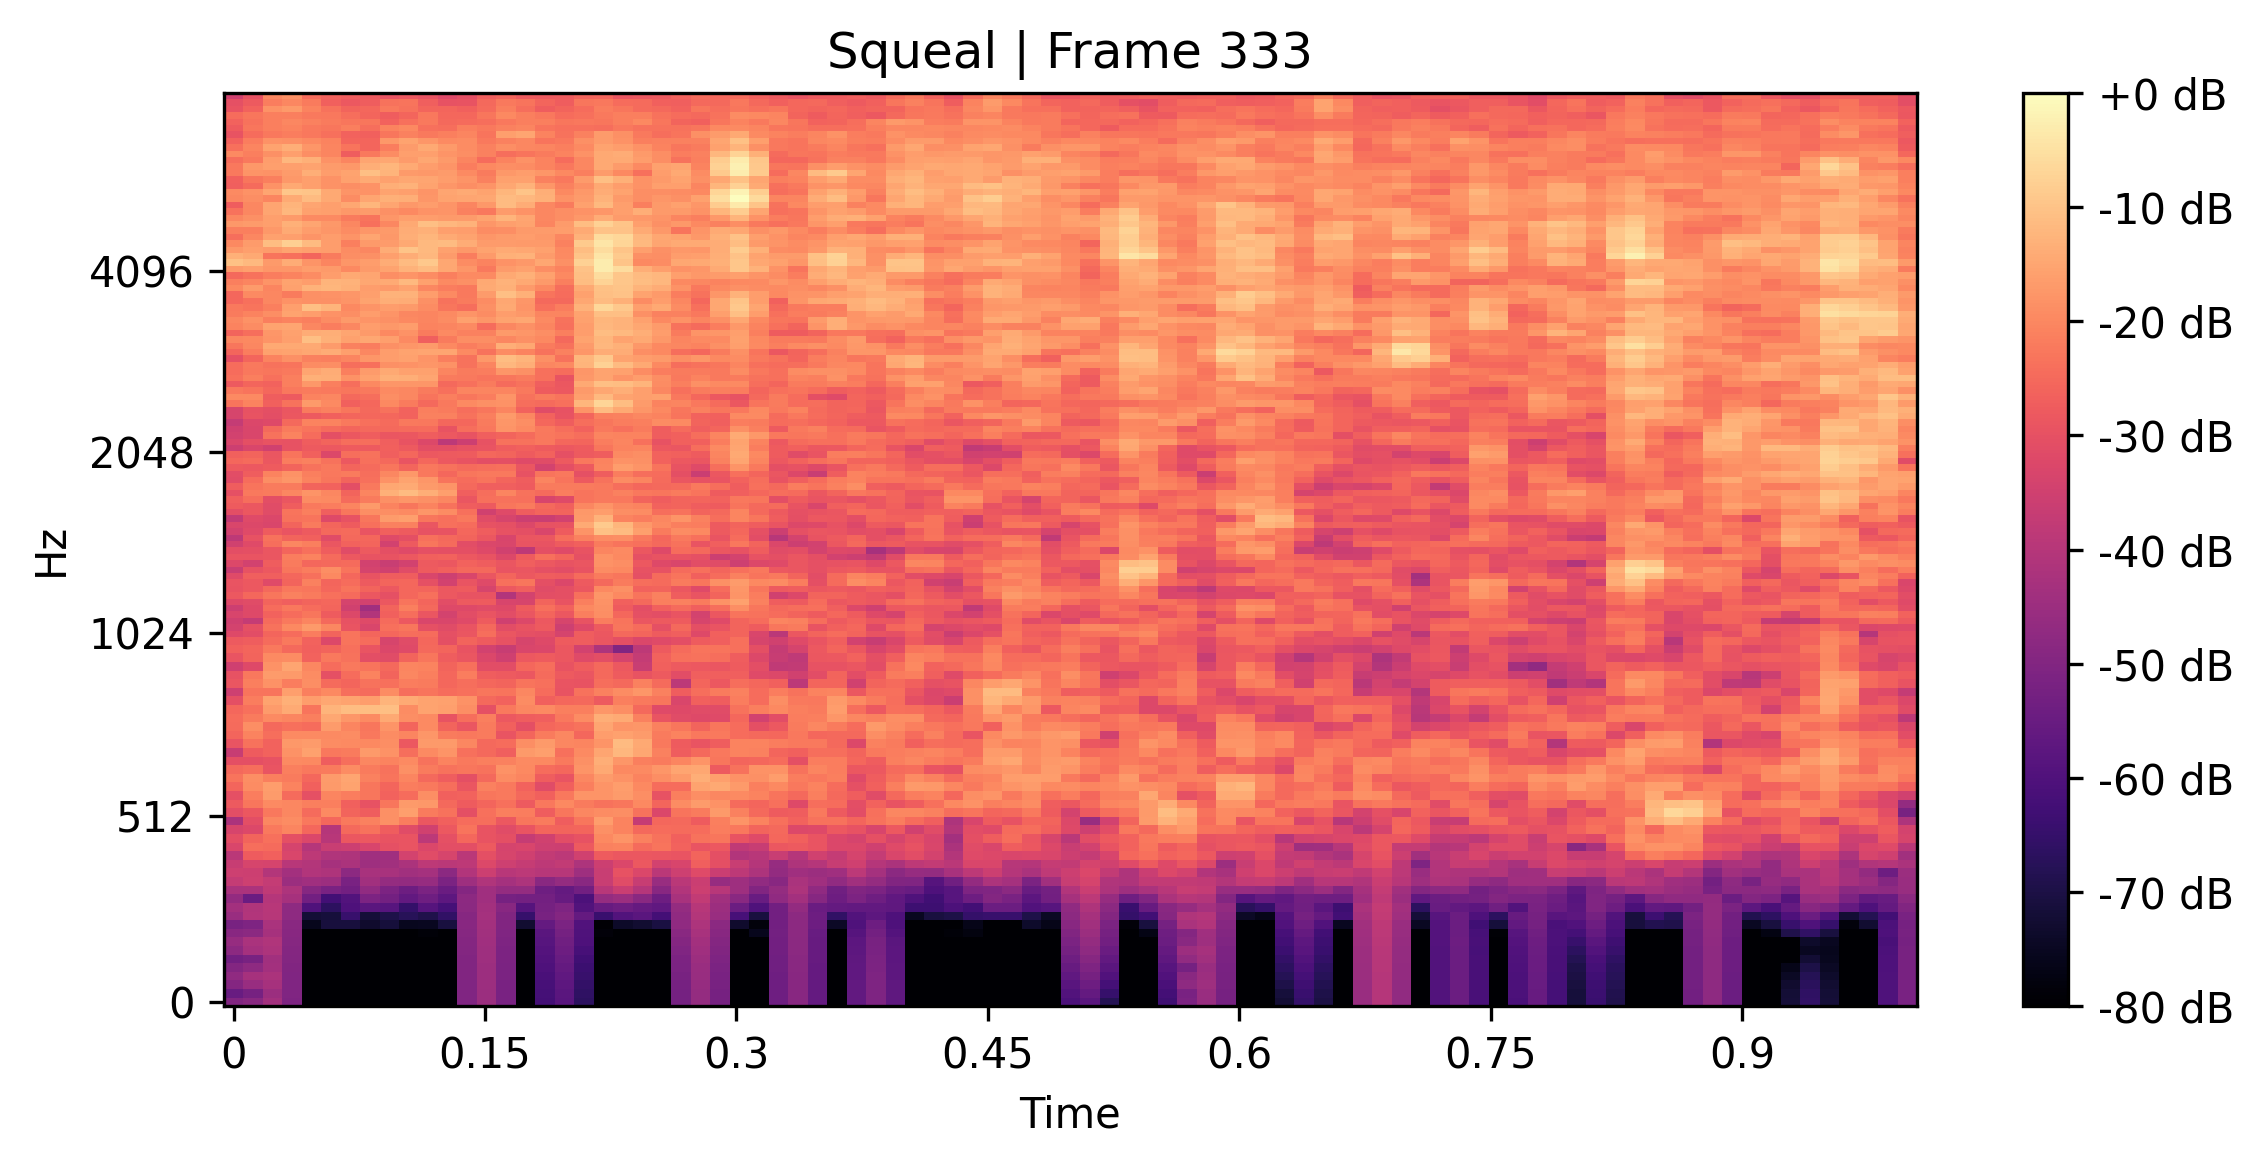 Squeal | Frame 333
Hz
4096
2048
1024
512
0
0 0.15 0.3 0.45 0.6 0.75 0.9
Time
+0 dB
-10 dB
-20 dB
-30 dB
-40 dB
-50 dB
-60 dB
-70 dB
-80 dB